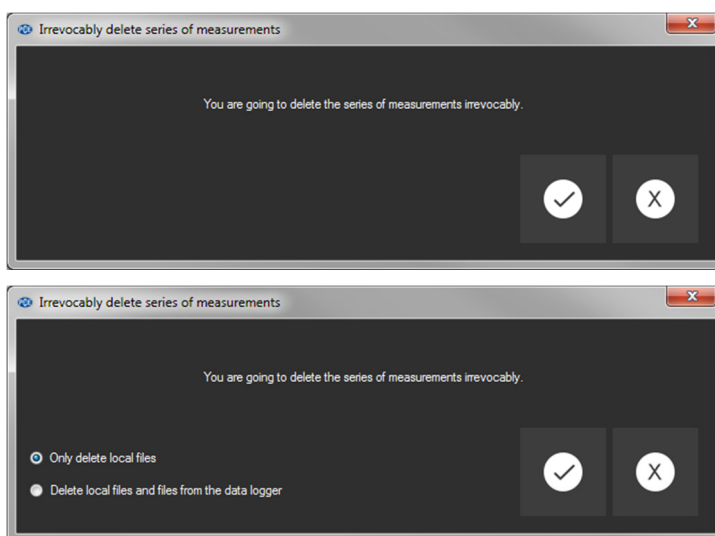 Irrevocably delete series of measurements
You are going to delete the series of measurements irrevocably.
X
Irrevocably delete series of measurements
You are going to delete the series of measurements irrevocably.
Only delete local files
Delete local files and files from the data logger
X